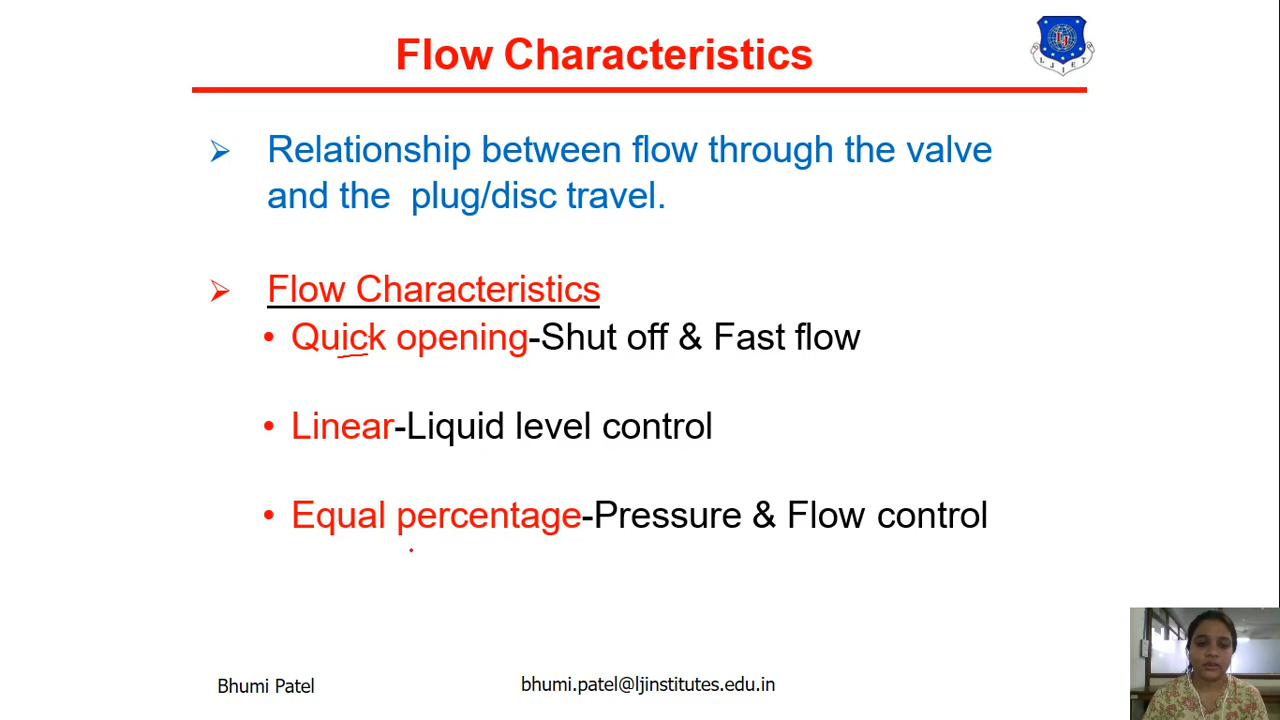 Flow Characteristics
LJIET
Relationship between flow through the valve
and the plug/disc travel.
Flow Characteristics
• Quick opening-Shut off & Fast flow
• Linear-Liquid level control
• Equal percentage-Pressure & Flow control
Bhumi Patel
bhumi.patel@ljinstitutes.edu.in